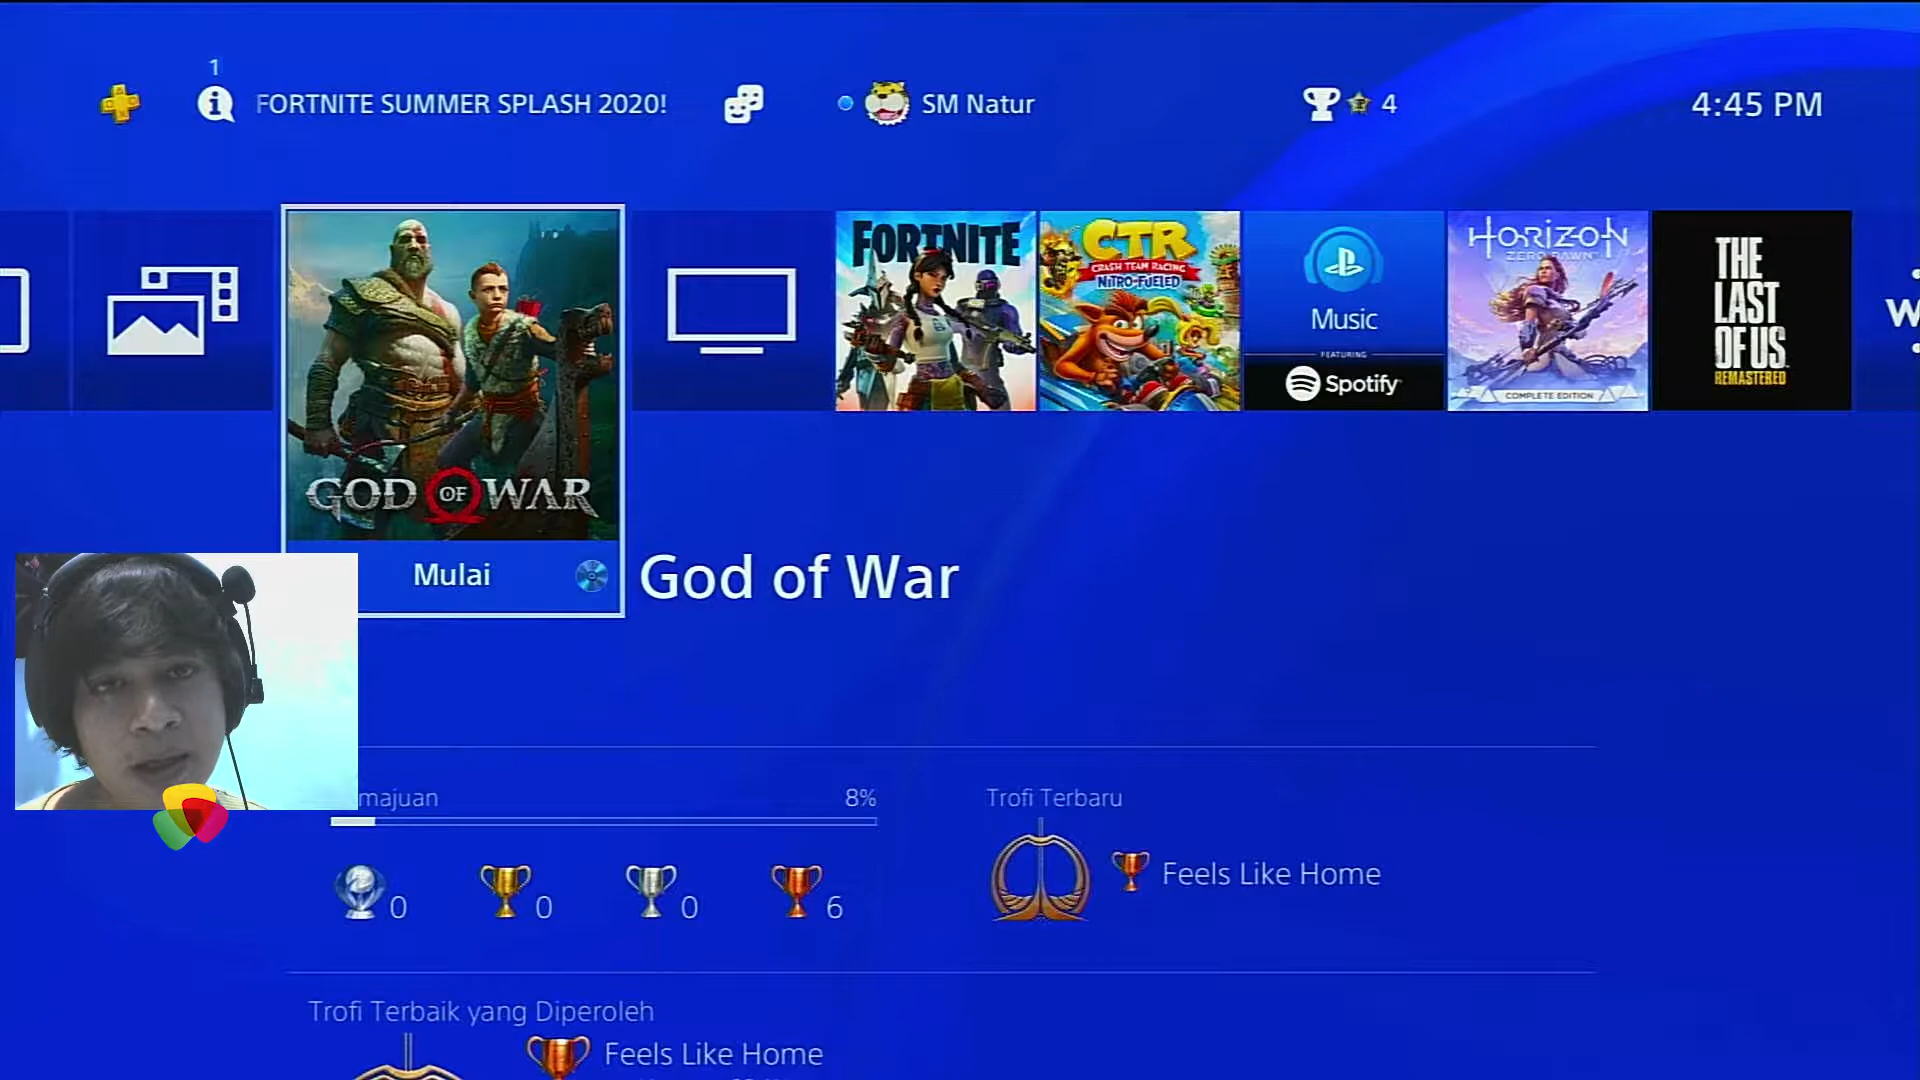 1
FORTNITE SUMMER SPLASH 2020!
SM Natur
4
4:45 PM
GOD OF WAR
FORTNITE
CTR
CRASH TEAM RACING
NITRO-FUELED
Music
FEATURING
Spotify
HORIZON
ZERO DAWN
COMPLETE EDITION
THE
LAST
OF US
REMASTERED
W
Mulai
God of War
majuan
8%
Trofi Terbaru
0
0
0
6
Feels Like Home
Trofi Terbaik yang Diperoleh
Feels Like Home